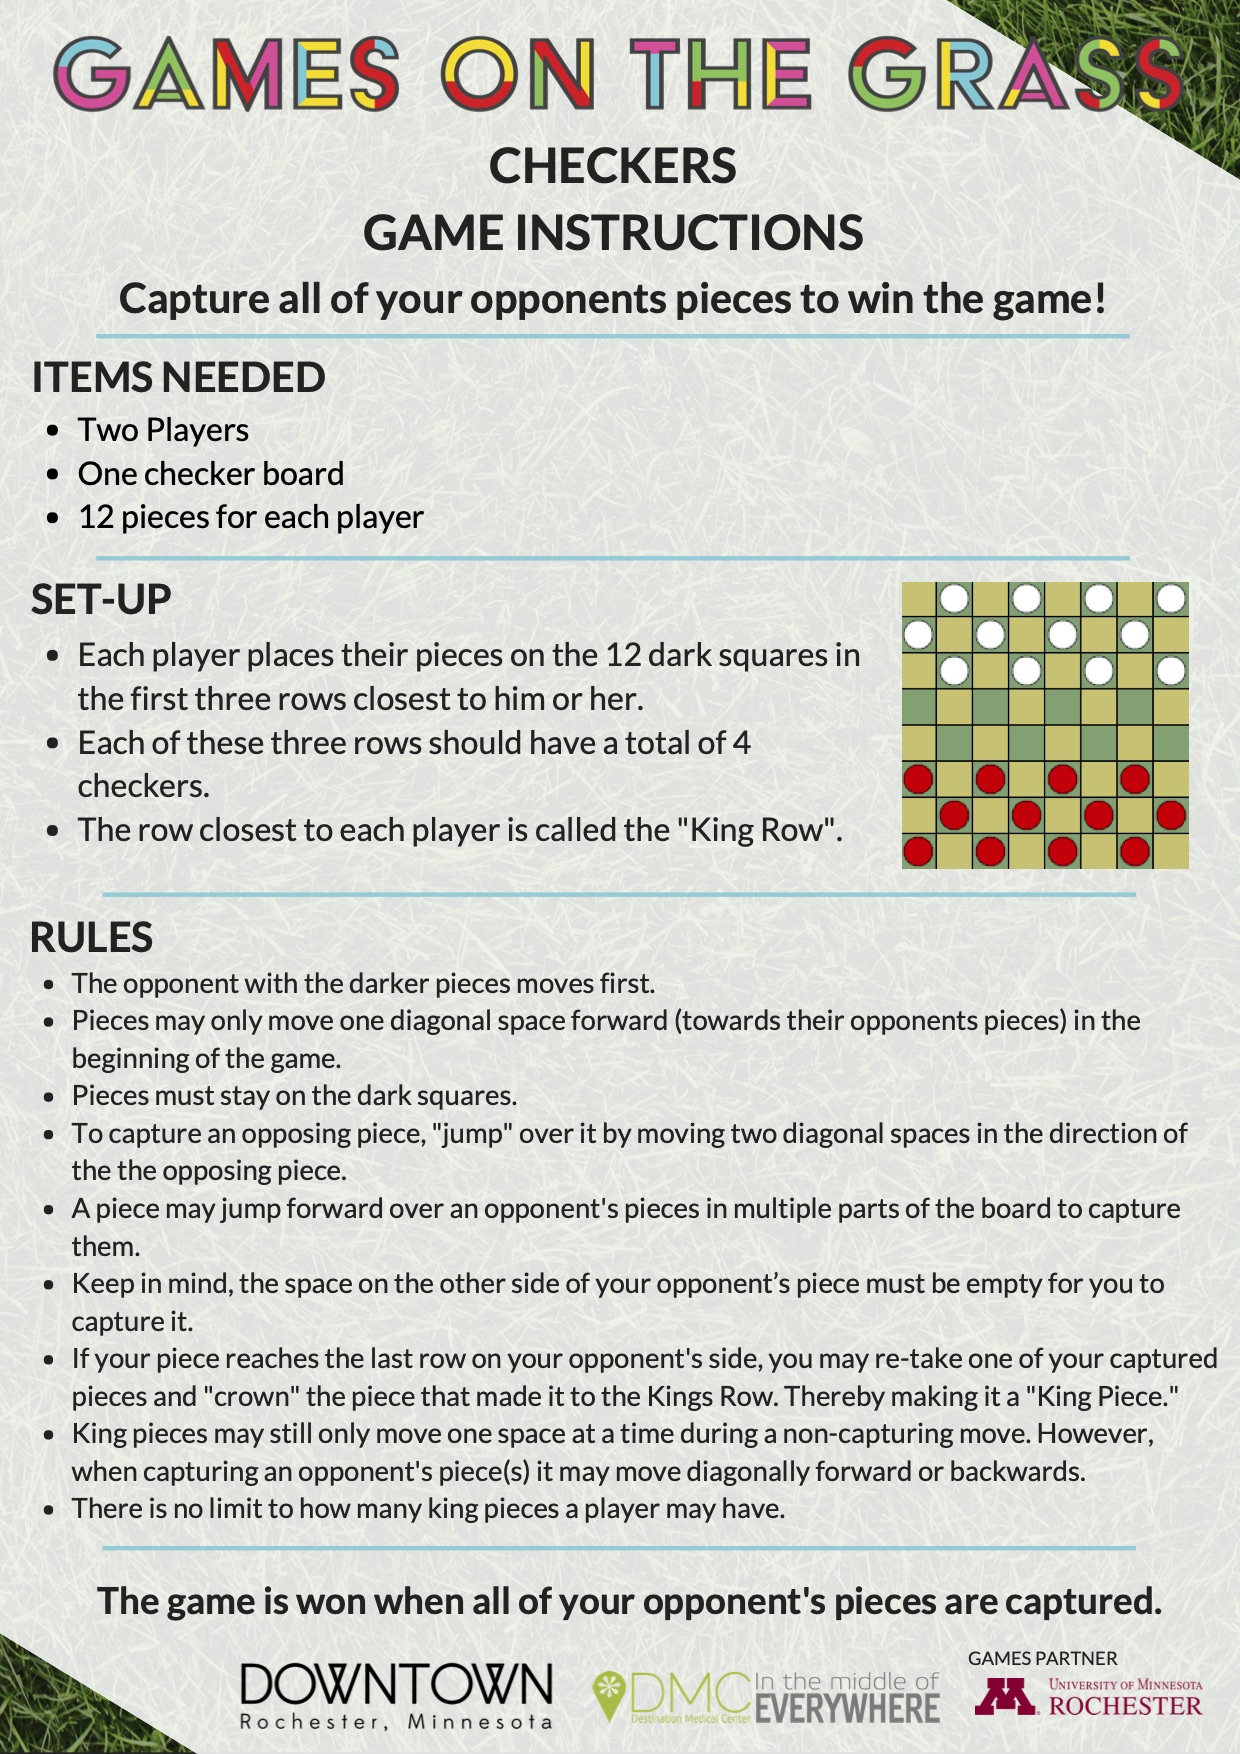 GAMES ON THE GRASS
CHECKERS
GAME INSTRUCTIONS
Capture all of your opponents pieces to win the game!
ITEMS NEEDED
• Two Players
• One checker board
• 12 pieces for each player
SET-UP
• Each player places their pieces on the 12 dark squares in
the first three rows closest to him or her.
• Each of these three rows should have a total of 4
checkers.
• The row closest to each player is called the "King Row".
RULES
• The opponent with the darker pieces moves first.
• Pieces may only move one diagonal space forward (towards their opponents pieces) in the
beginning of the game.
• Pieces must stay on the dark squares.
• To capture an opposing piece, "jump" over it by moving two diagonal spaces in the direction of
the the opposing piece.
• A piece may jump forward over an opponent's pieces in multiple parts of the board to capture
them.
• Keep in mind, the space on the other side of your opponent’s piece must be empty for you to
capture it.
• If your piece reaches the last row on your opponent's side, you may re-take one of your captured
pieces and "crown" the piece that made it to the Kings Row. Thereby making it a "King Piece."
• King pieces may still only move one space at a time during a non-capturing move. However,
when capturing an opponent's piece(s) it may move diagonally forward or backwards.
• There is no limit to how many king pieces a player may have.
The game is won when all of your opponent's pieces are captured.
DOWNTOWN
Rochester, Minnesota
DMC
Destination Medical Center
In the middle of
EVERYWHERE
GAMES PARTNER
M
UNIVERSITY OF MINNESOTA
ROCHESTER